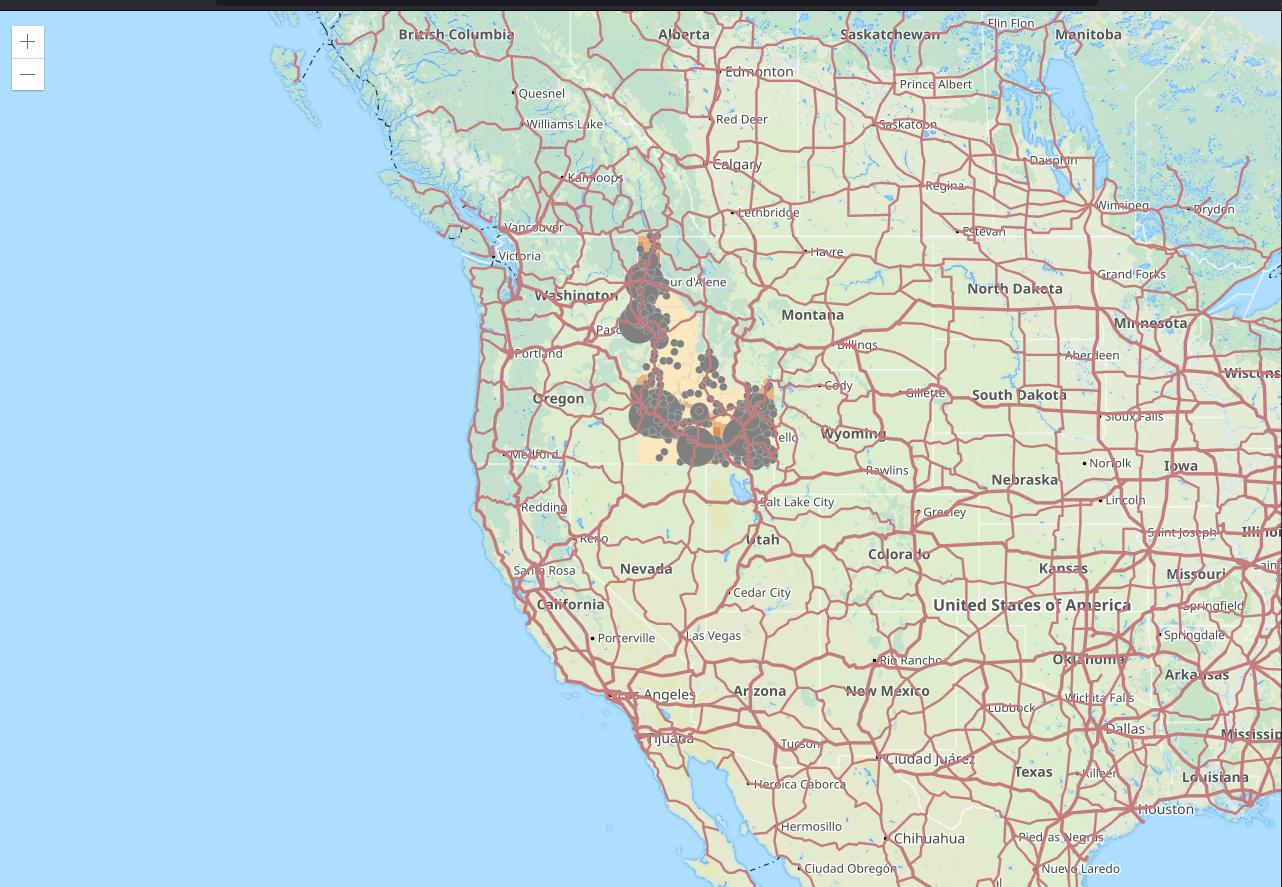 +
−
British Columbia
Alberta
Saskatchewan
Manitoba
Elin Flon
Edmonton
Prince Albert
Quesnel
Williams Lake
Red Deer
Saskatoon
Calgary
Dauphin
Kamloops
Regina
Lethbridge
Winnipeg
Dryden
Vancouver
Estevan
Victoria
Havre
Grand Forks
ur d'Alene
Washington
North Dakota
Montana
Minnesota
Pasc
Billings
Portland
Aberdeen
Wiscons
Oregon
Cody
Gillette
South Dakota
Sioux Falls
ello
Wyoming
Medford
Rawlins
Norfolk
Iowa
Nebraska
Salt Lake City
Lincoln
Redding
Greeley
Reno
Utah
Saint Joseph
Illinoi
Colorado
Nevada
Kansas
Santa Rosa
Missouri
Sain
California
Cedar City
United States of America
Springfield
Porterville
Las Vegas
Springdale
Rio Rancho
Oklahoma
Arkansas
Los Angeles
Arizona
New Mexico
Wichita Falls
Lubbock
Dallas
Mississip
Tijuana
Tucson
Ciudad Juárez
Texas
Killeen
Louisiana
Heroica Caborca
Houston
Hermosillo
Chihuahua
Piedras Negras
Ciudad Obregón
Nuevo Laredo
ul